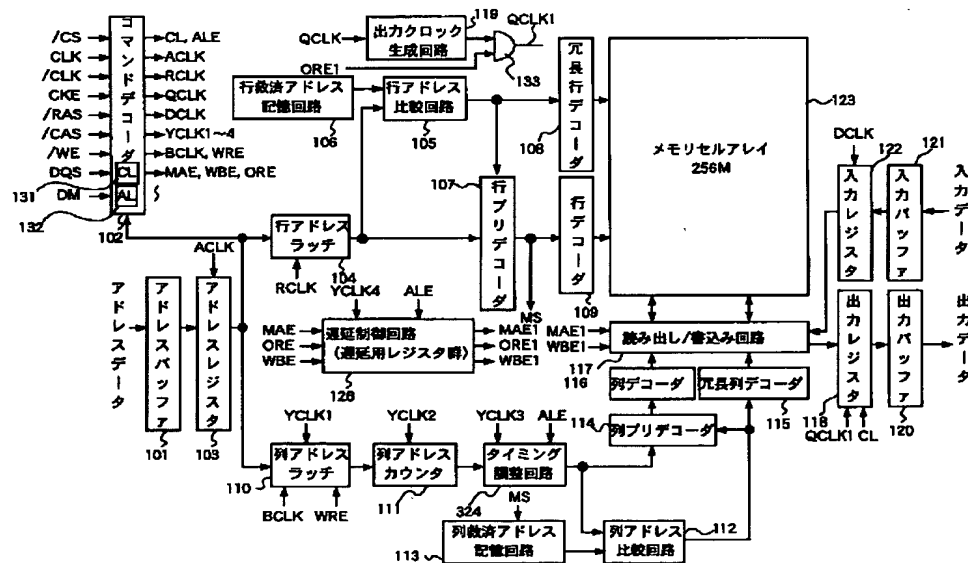 /CS
CLK
/CLK
CKE
/RAS
/CAS
/WE
DQS
DM
コマンドデコーダ
CL
AL
131
132
102
CL, ALE
ACLK
RCLK
QCLK
DCLK
YCLK1〜4
BCLK, WRE
MAE, WBE, ORE
QCLK
出力クロック
生成回路
119
QCLK1
ORE1
133
行救済アドレス
記憶回路
106
行アドレス
比較回路
105
冗長行デコーダ
108
メモリセルアレイ
256M
123
107
行プリデコーダ
行デコーダ
109
MS
行アドレス
ラッチ
104
RCLK
ACLK
アドレスデータ
アドレスバッファ
101
アドレスレジスタ
103
YCLK4
ALE
MAE
ORE
WBE
遅延制御回路
(遅延用レジスタ群)
126
MAE1
ORE1
WBE1
MAE1
WBE1
読み出し/書込み回路
117
116
列デコーダ
冗長列デコーダ
115
114
列プリデコーダ
DCLK
122
入力レジスタ
121
入力バッファ
入力データ
出力レジスタ
118
QCLK1 CL
出力バッファ
120
出力データ
YCLK1
列アドレス
ラッチ
110
BCLK
WRE
YCLK2
列アドレス
カウンタ
111
YCLK3
ALE
タイミング
調整回路
324
MS
列救済アドレス
記憶回路
113
列アドレス
比較回路
112